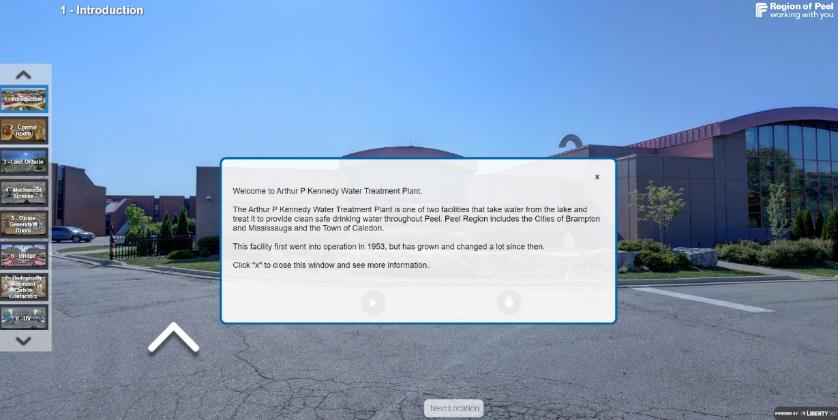 1 - Introduction
Region of Peel
working with you
1 - Introduction
2 - Control
Room
3 - Lake Ontario
4 - Mechanical
Screens
5 - Ozone
Generation
Room
6 - Bridge
7 - Biologically
Activated
Carbon
Contactors
8 - UV
x
Welcome to Arthur P Kennedy Water Treatment Plant.
The Arthur P Kennedy Water Treatment Plant is one of two facilities that take water from the lake and
treat it to provide clean safe drinking water throughout Peel. Peel Region includes the Cities of Brampton
and Mississauga and the Town of Caledon.
This facility first went into operation in 1953, but has grown and changed a lot since then.
Click "x" to close this window and see more information.
Next Location
POWERED BY LIBERTY